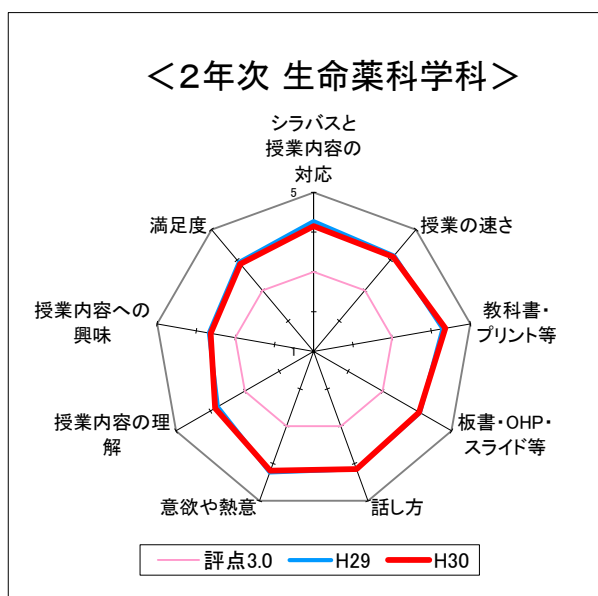 ＜2年次 生命薬科学科＞
シラバスと
授業内容の
対応
5
授業の速さ
教科書・
プリント等
板書・OHP・
スライド等
話し方
意欲や熱意
授業内容の理
解
授業内容への
興味
満足度
1
評点3.0
H29
H30